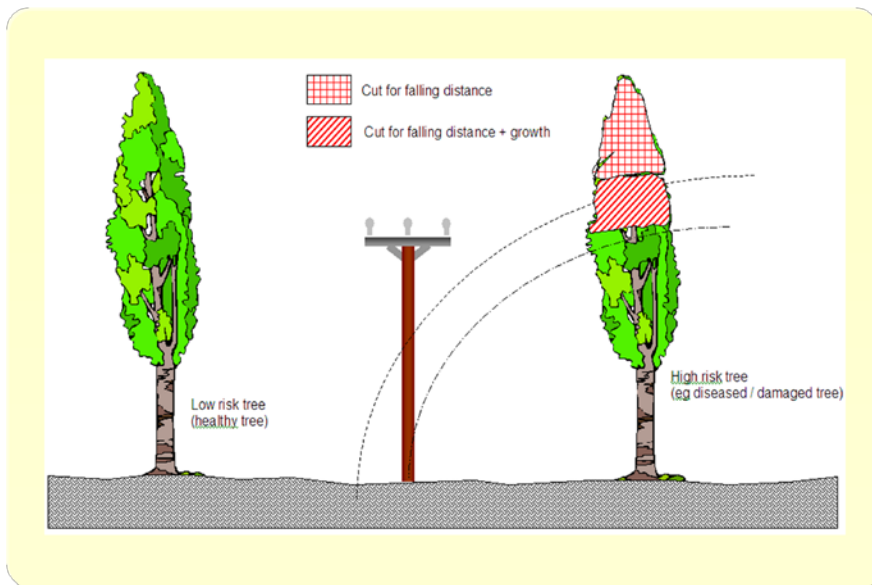 Cut for falling distance
Cut for falling distance + growth
Low risk tree
(healthy tree)
High risk tree
(eg diseased / damaged tree)